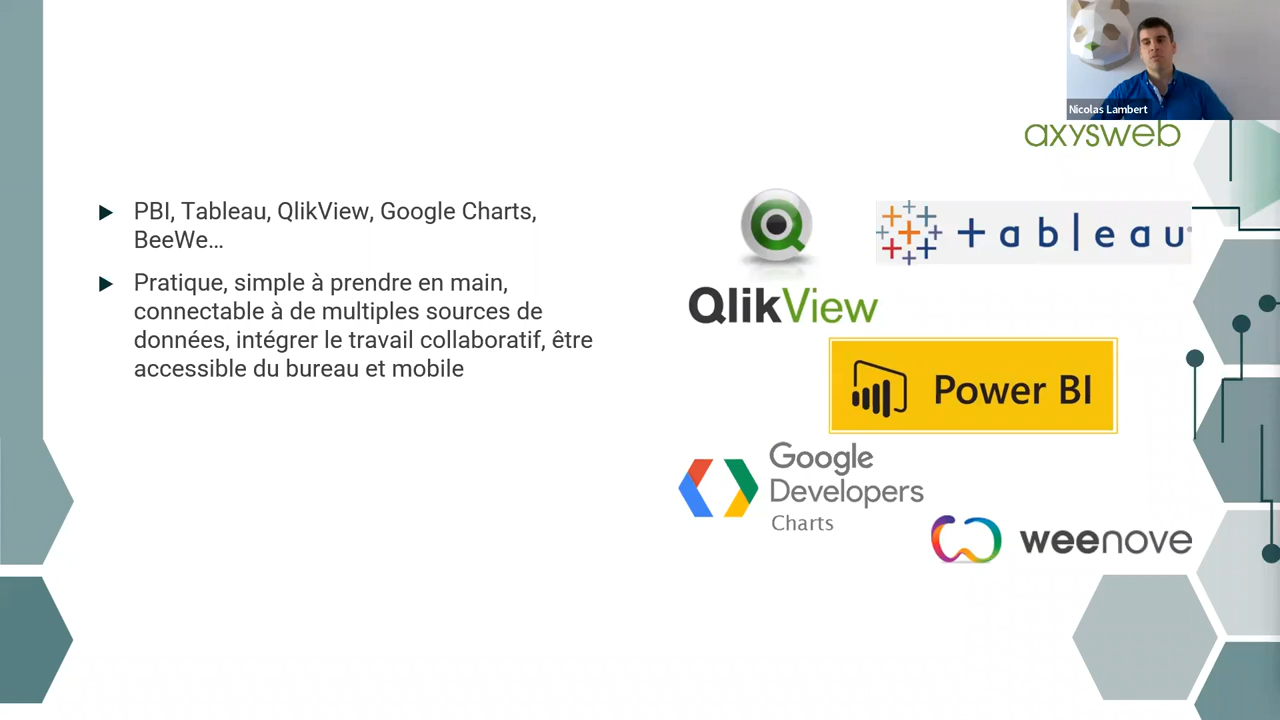 Nicolas Lambert
axysweb
PBI, Tableau, QlikView, Google Charts,
BeeWe…
Pratique, simple à prendre en main,
connectable à de multiples sources de
données, intégrer le travail collaboratif, être
accessible du bureau et mobile
QlikView
+ a b | e a u
Power BI
Google
Developers
Charts
weenove